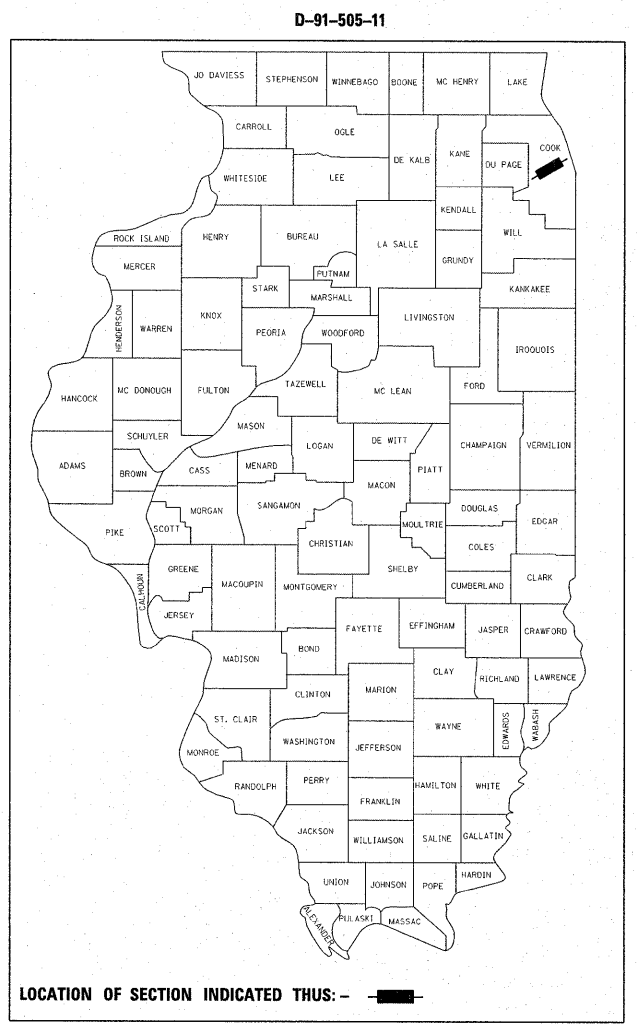 D-91-505-11
JO DAVIESS
STEPHENSON
WINNEBAGO
BOONE
MC HENRY
LAKE
CARROLL
OGLE
DE KALB
KANE
COOK
DU PAGE
WHITESIDE
LEE
KENDALL
ROCK ISLAND
HENRY
BUREAU
LA SALLE
WILL
MERCER
PUTNAM
GRUNDY
STARK
MARSHALL
KANKAKEE
HENDERSON
WARREN
KNOX
PEORIA
WOODFORD
LIVINGSTON
IROQUOIS
HANCOCK
MC DONOUGH
FULTON
TAZEWELL
MC LEAN
FORD
MASON
SCHUYLER
LOGAN
DE WITT
CHAMPAIGN
VERMILION
ADAMS
BROWN
CASS
MENARD
PIATT
MACON
MORGAN
SANGAMON
DOUGLAS
PIKE
SCOTT
MOULTRIE
EDGAR
CHRISTIAN
COLES
GREENE
SHELBY
CALHOUN
MACOUPIN
MONTGOMERY
CUMBERLAND
CLARK
JERSEY
FAYETTE
EFFINGHAM
JASPER
CRAWFORD
MADISON
BOND
CLAY
RICHLAND
LAWRENCE
CLINTON
MARION
ST. CLAIR
WAYNE
EDWARDS
WABASH
WASHINGTON
JEFFERSON
MONROE
RANDOLPH
PERRY
HAMILTON
WHITE
FRANKLIN
JACKSON
WILLIAMSON
SALINE
GALLATIN
UNION
JOHNSON
POPE
HARDIN
ALEXANDER
PULASKI
MASSAC
LOCATION OF SECTION INDICATED THUS:-